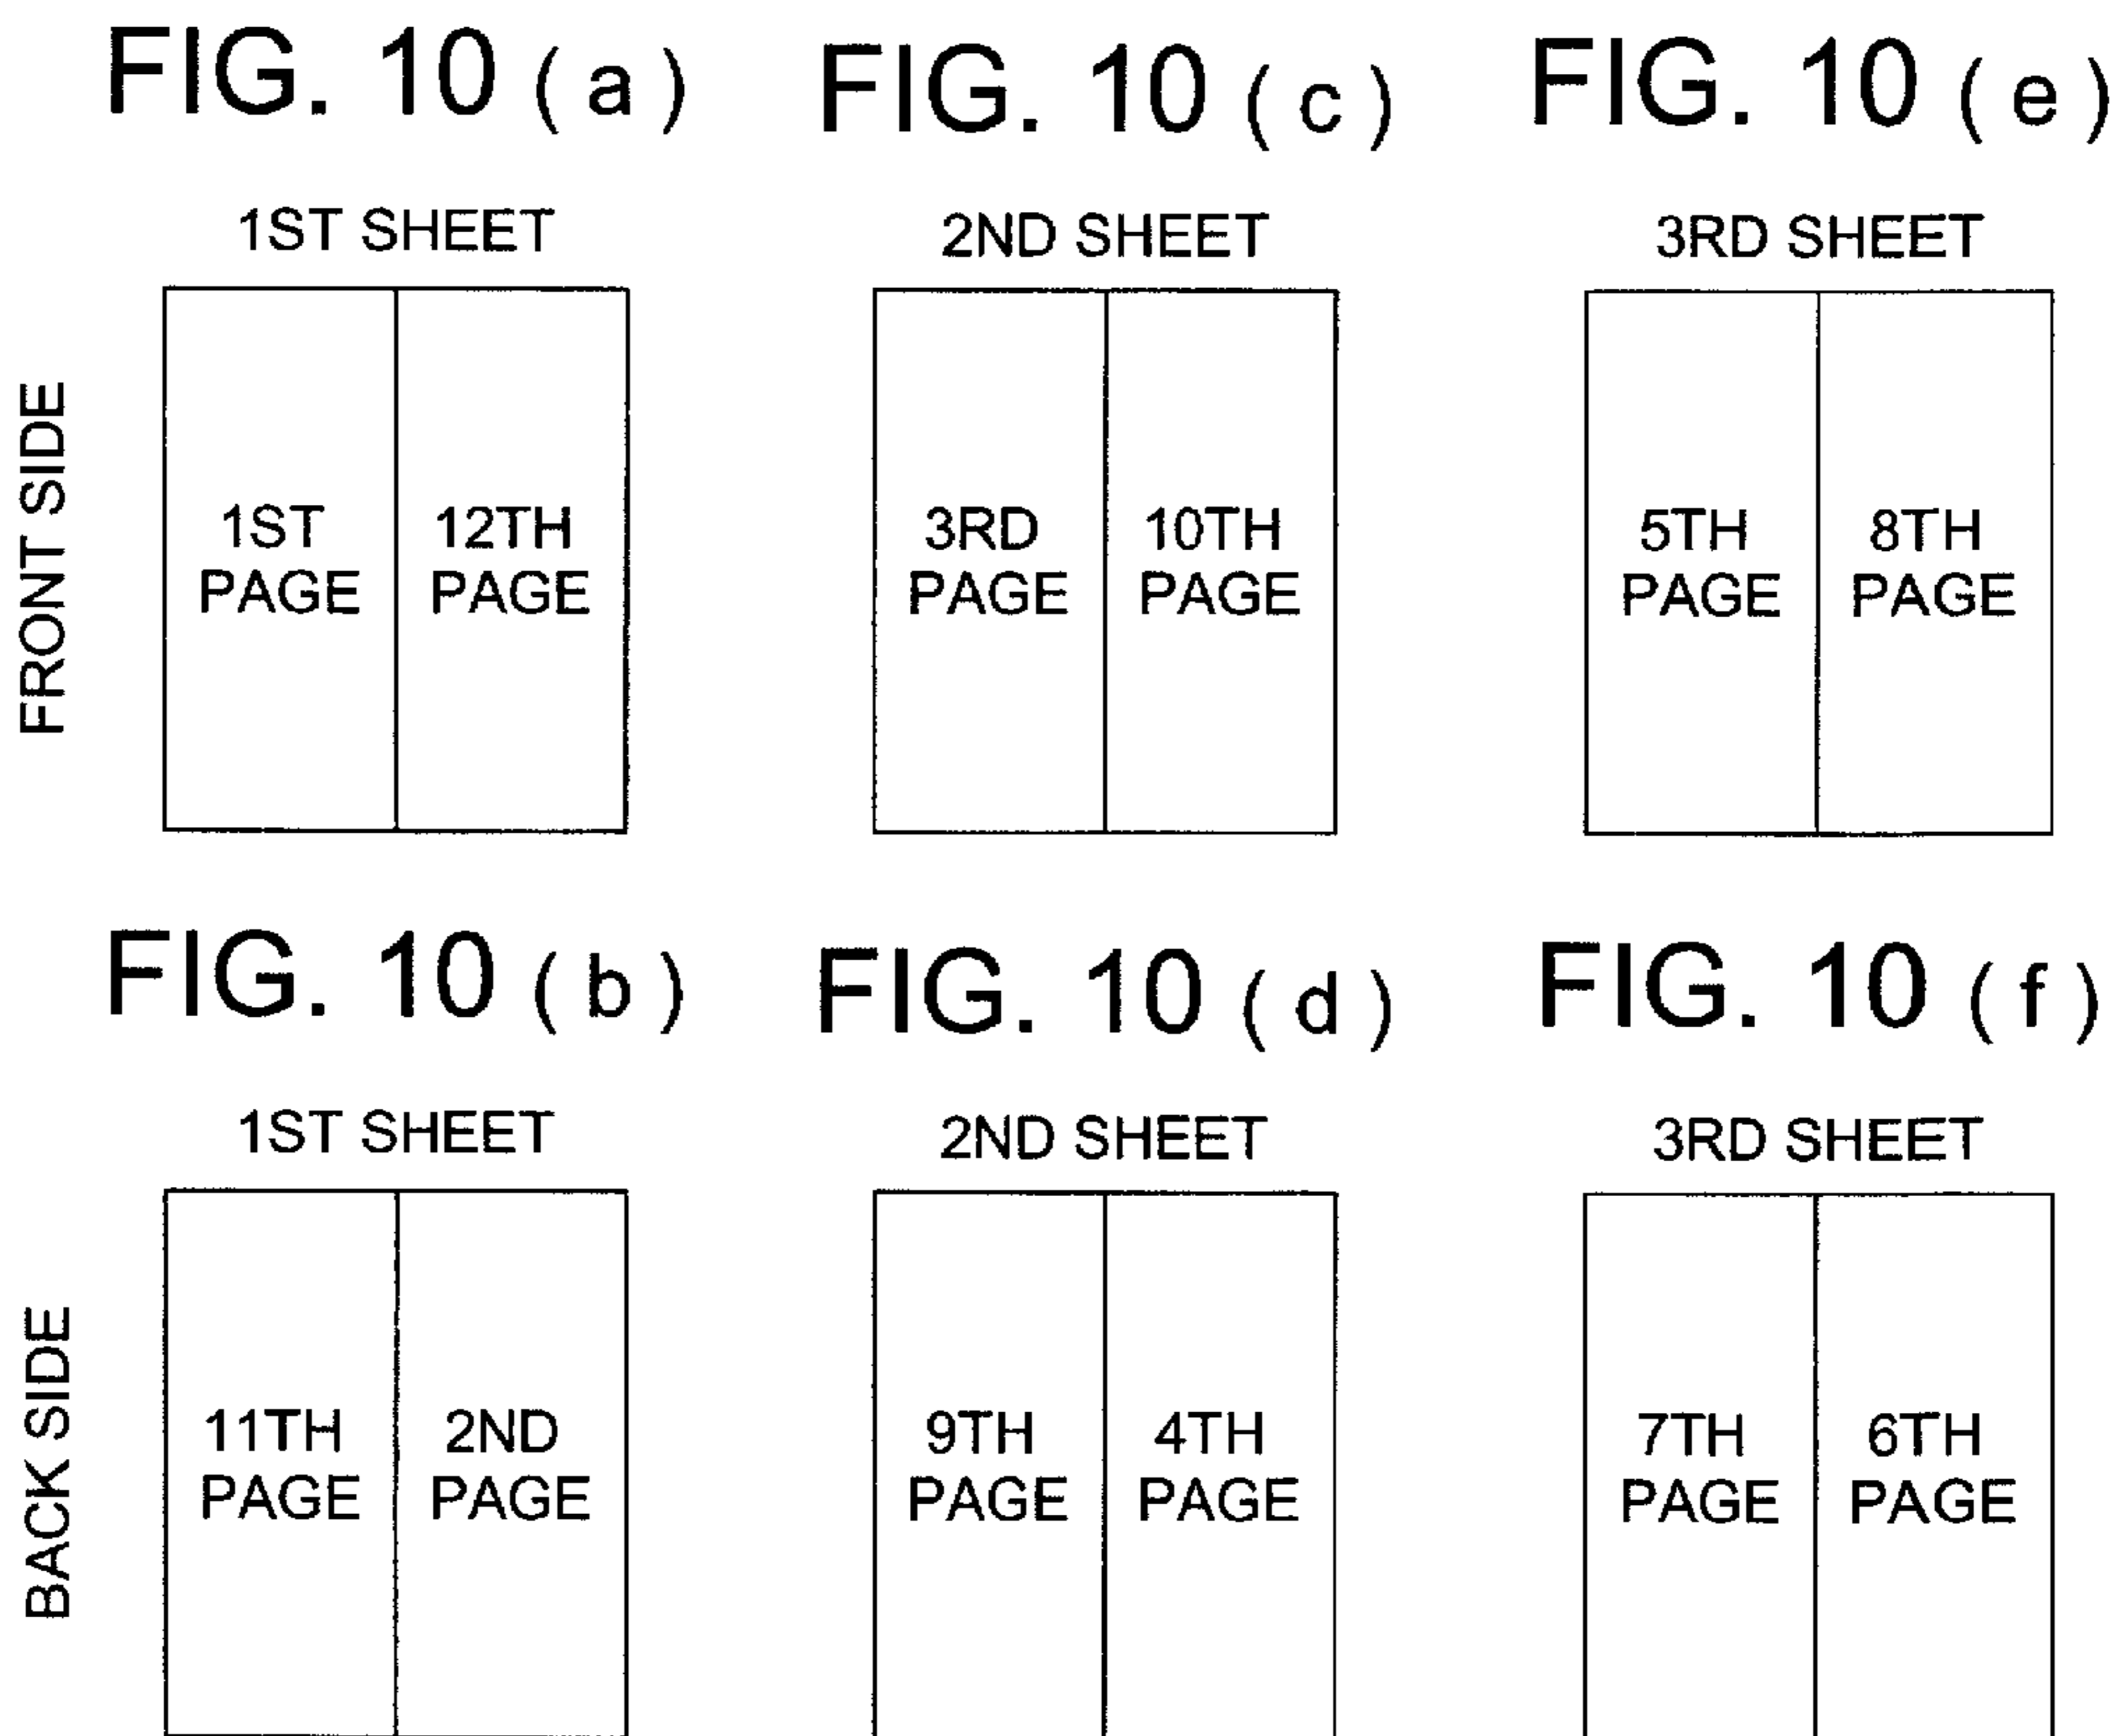 FIG. 10 (a)
FIG. 10 (c)
FIG. 10 (e)
1ST SHEET
2ND SHEET
3RD SHEET
FRONT SIDE
1ST
PAGE
12TH
PAGE
3RD
PAGE
10TH
PAGE
5TH
PAGE
8TH
PAGE
FIG. 10 (b)
FIG. 10 (d)
FIG. 10 (f)
1ST SHEET
2ND SHEET
3RD SHEET
BACK SIDE
11TH
PAGE
2ND
PAGE
9TH
PAGE
4TH
PAGE
7TH
PAGE
6TH
PAGE